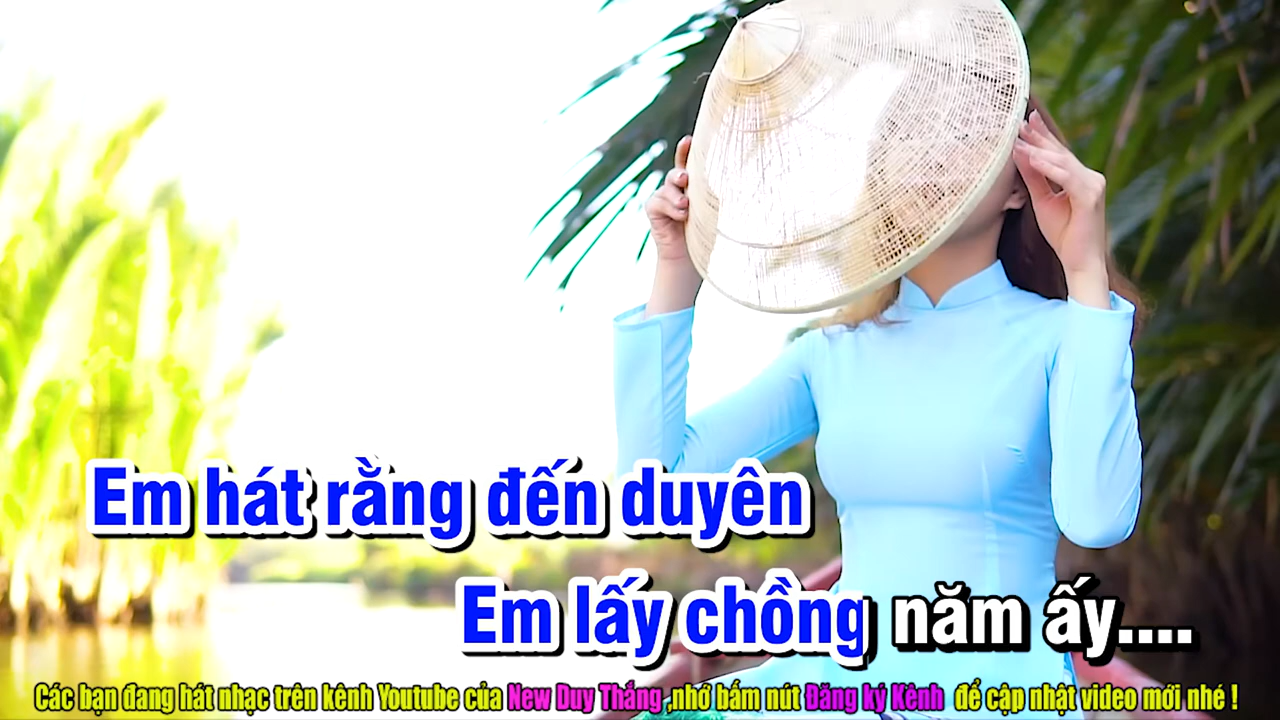 Em hát rằng đến duyên
Em lấy chồng năm ấy....
Các bạn đang hát nhạc trên kênh Youtube của New Duy Thắng ,nhớ bấm nút Đăng ký Kênh để cập nhật video mới nhé !